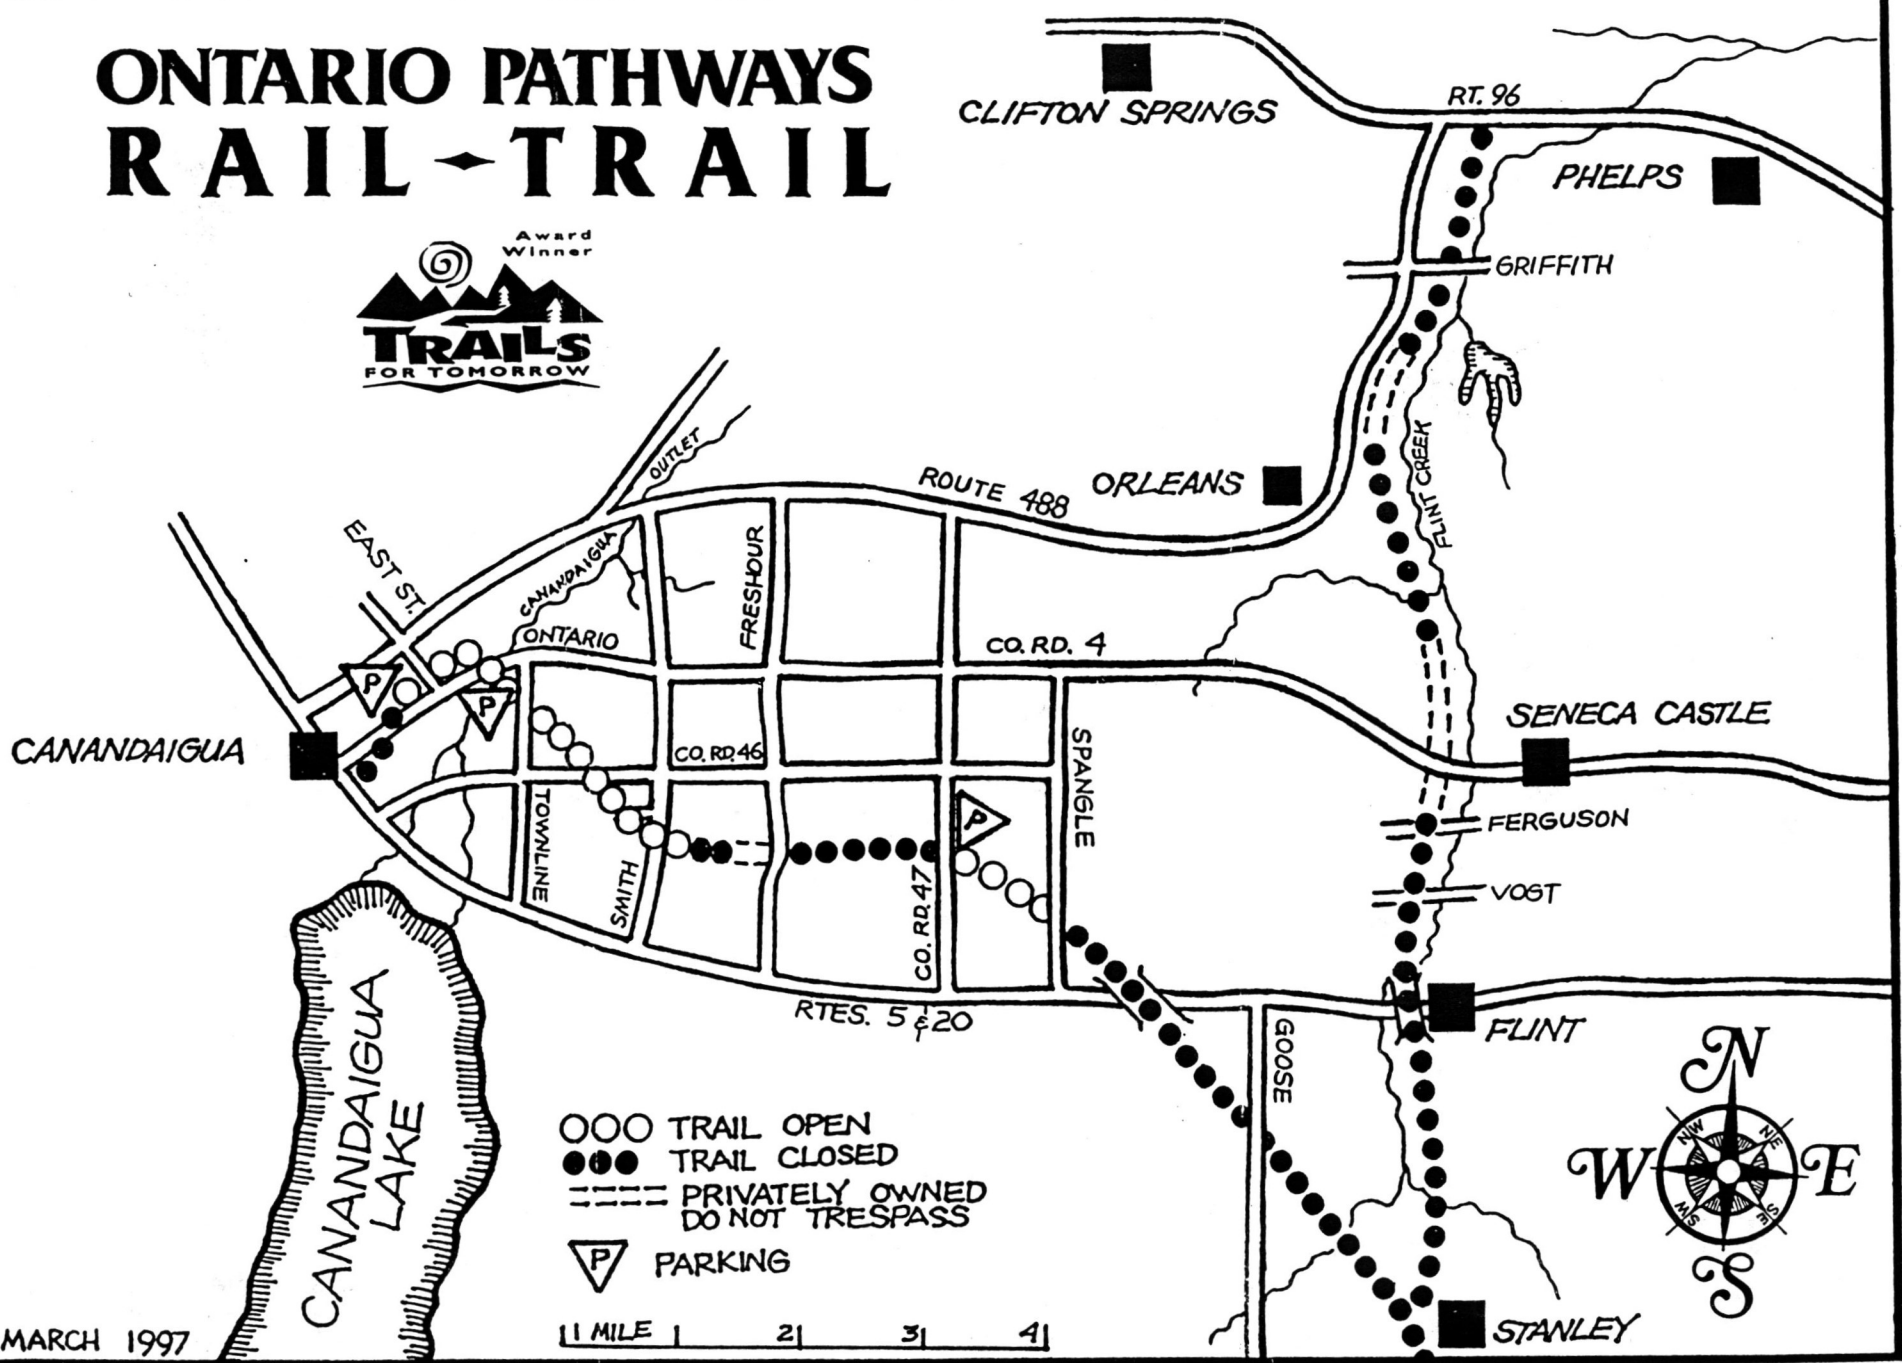 ONTARIO PATHWAYS
RAIL-TRAIL
Award
Winner
TRAILS
FOR TOMORROW
CLIFTON SPRINGS
RT. 96
PHELPS
GRIFFITH
OUTLET
ROUTE 488
ORLEANS
FLINT CREEK
EAST ST.
CANANDAIGUA
FRESHOUR
ONTARIO
CO. RD. 4
P
P
CANANDAIGUA
CO. RD. 46
SPANGLE
SENECA CASTLE
TOWNLINE
P
FERGUSON
SMITH
CO. RD. 47
VOGT
RTES. 5 & 20
FLINT
GOOSE
CANANDAIGUA
LAKE
TRAIL OPEN
TRAIL CLOSED
PRIVATELY OWNED
DO NOT TRESPASS
P PARKING
N
NW NE
W E
SW SE
S
1 MILE 2 3 4
STANLEY
MARCH 1997